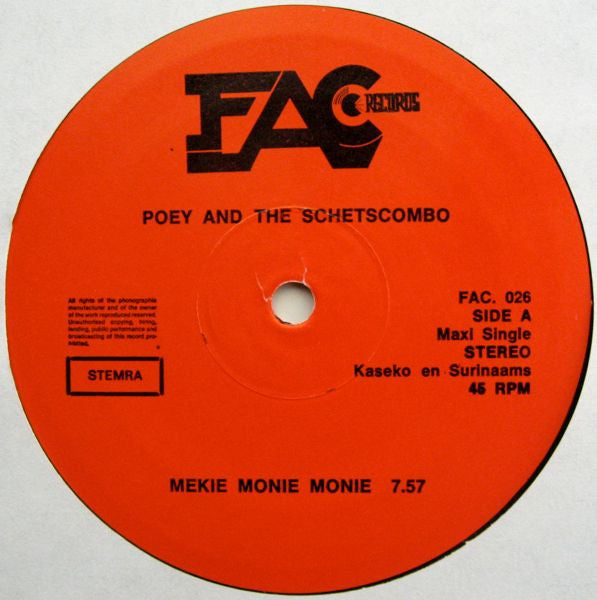 FAC RECORDS
POEY AND THE SCHETSCOMBO
All rights of the phonographic
manufacturer and of the owner
of the work reproduced reserved.
Unauthorised copying, hiring,
lending, public performance and
broadcasting of this record pro-
hibited.
STEMRA
FAC. 026
SIDE A
Maxi Single
STEREO
Kaseko en Surinaams
45 RPM
MEKIE MONIE MONIE 7.57